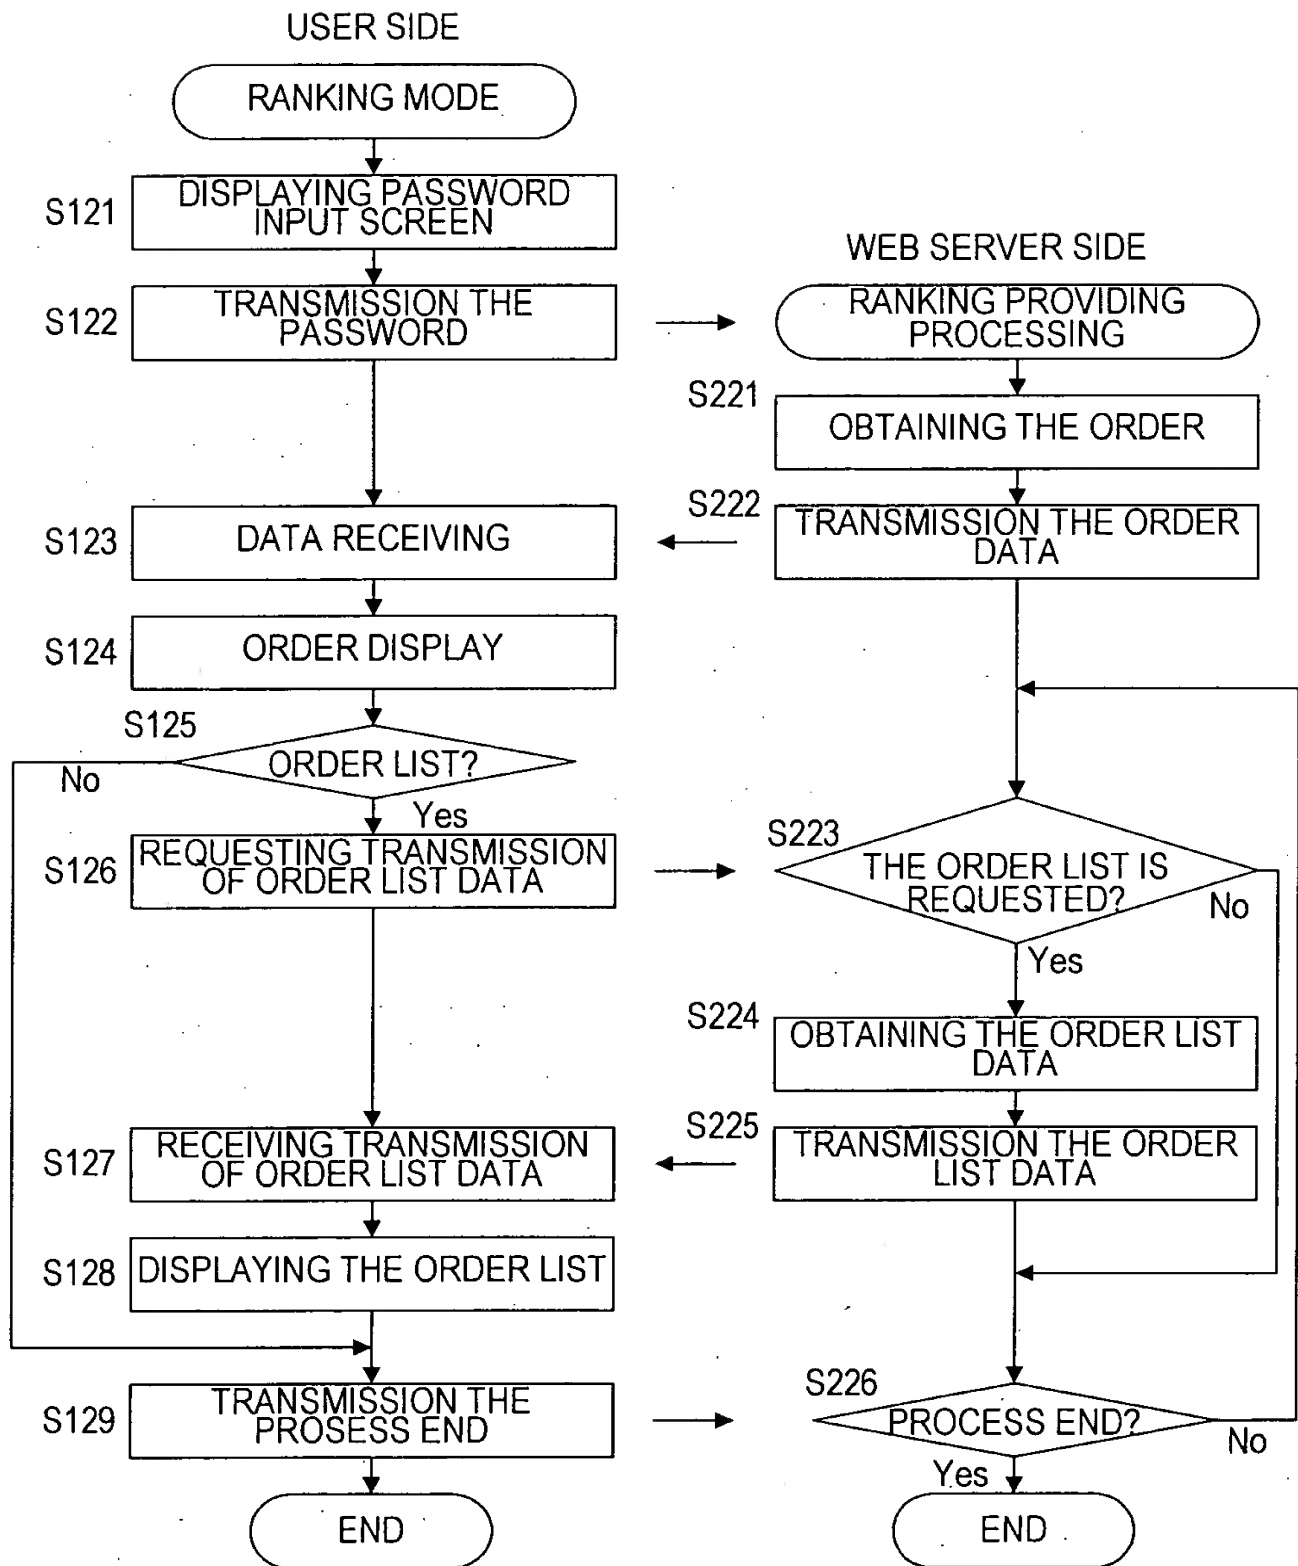 USER SIDE
RANKING MODE
S121
DISPLAYING PASSWORD
INPUT SCREEN
S122
TRANSMISSION THE
PASSWORD
S123
DATA RECEIVING
S124
ORDER DISPLAY
S125
ORDER LIST?
No
Yes
S126
REQUESTING TRANSMISSION
OF ORDER LIST DATA
S127
RECEIVING TRANSMISSION
OF ORDER LIST DATA
S128
DISPLAYING THE ORDER LIST
S129
TRANSMISSION THE
PROSESS END
END
WEB SERVER SIDE
RANKING PROVIDING
PROCESSING
S221
OBTAINING THE ORDER
S222
TRANSMISSION THE ORDER
DATA
S223
THE ORDER LIST IS
REQUESTED?
No
Yes
S224
OBTAINING THE ORDER LIST
DATA
S225
TRANSMISSION THE ORDER
LIST DATA
S226
PROCESS END?
No
Yes
END